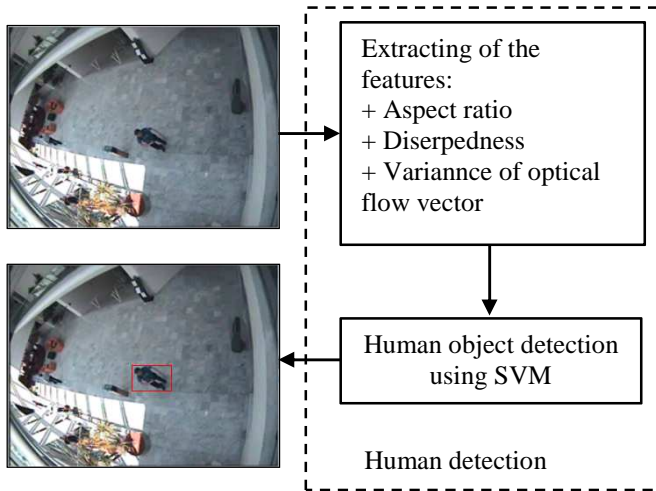 Extracting of the
features:
+ Aspect ratio
+ Diserpedness
+ Variannce of optical
flow vector
Human object detection
using SVM
Human detection